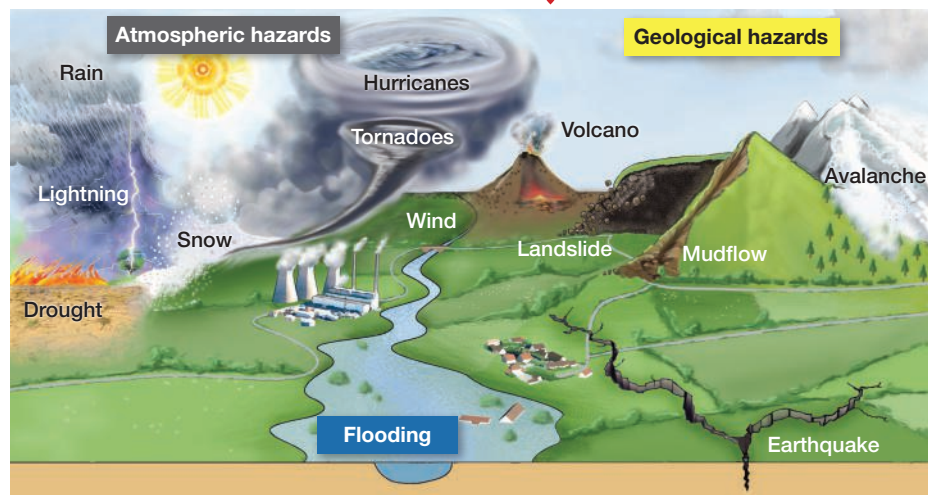 Atmospheric hazards
Geological hazards
Rain
Hurricanes
Tornadoes
Volcano
Lightning
Avalanche
Wind
Snow
Landslide
Mudflow
Drought
Flooding
Earthquake